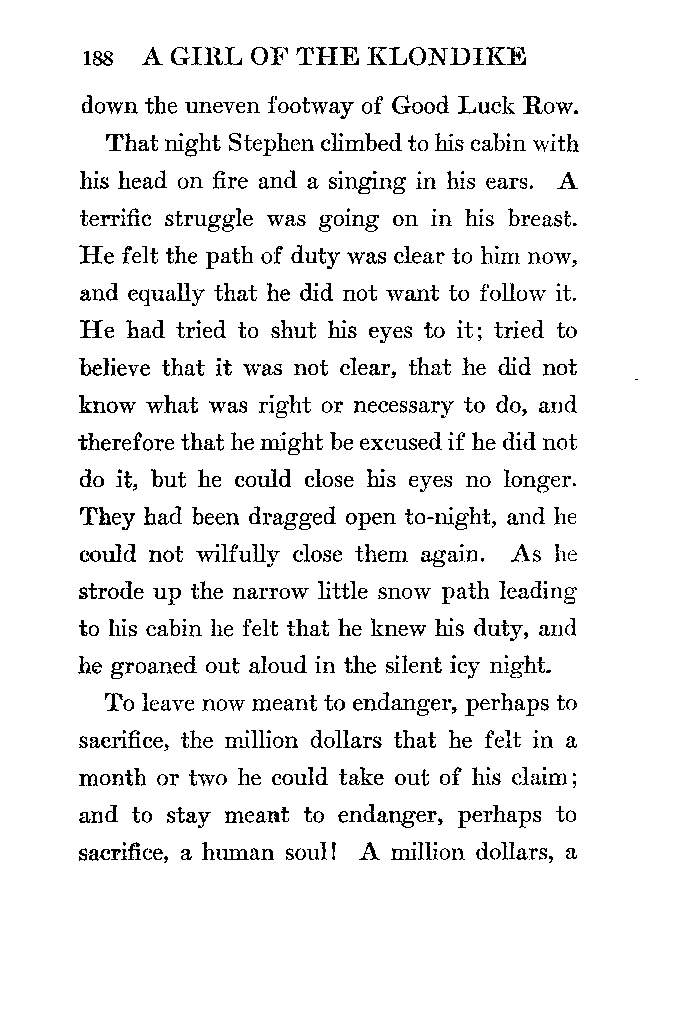 188 A GIRL OF THE KLONDIKE
down the uneven footway of Good Luck Row.
That night Stephen climbed to his cabin with
his head on fire and a singing in his ears. A
terrific struggle was going on in his breast.
He felt the path of duty was clear to him now,
and equally that he did not want to follow it.
He had tried to shut his eyes to it; tried to
believe that it was not clear, that he did not
know what was right or necessary to do, and
therefore that he might be excused if he did not
do it, but he could close his eyes no longer.
They had been dragged open to-night, and he
could not wilfully close them again. As he
strode up the narrow little snow path leading
to his cabin he felt that he knew his duty, and
he groaned out aloud in the silent icy night.
To leave now meant to endanger, perhaps to
sacrifice, the million dollars that he felt in a
month or two he could take out of his claim;
and to stay meant to endanger, perhaps to
sacrifice, a human soul! A million dollars, a